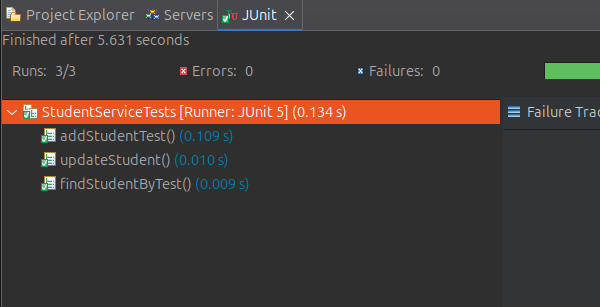 Project Explorer Servers JUnit
Finished after 5.631 seconds
Runs: 3/3 Errors: 0 Failures: 0
StudentServiceTests [Runner: JUnit 5] (0.134 s) Failure Trac
addStudentTest() (0.109 s)
updateStudent() (0.010 s)
findStudentByTest() (0.009 s)